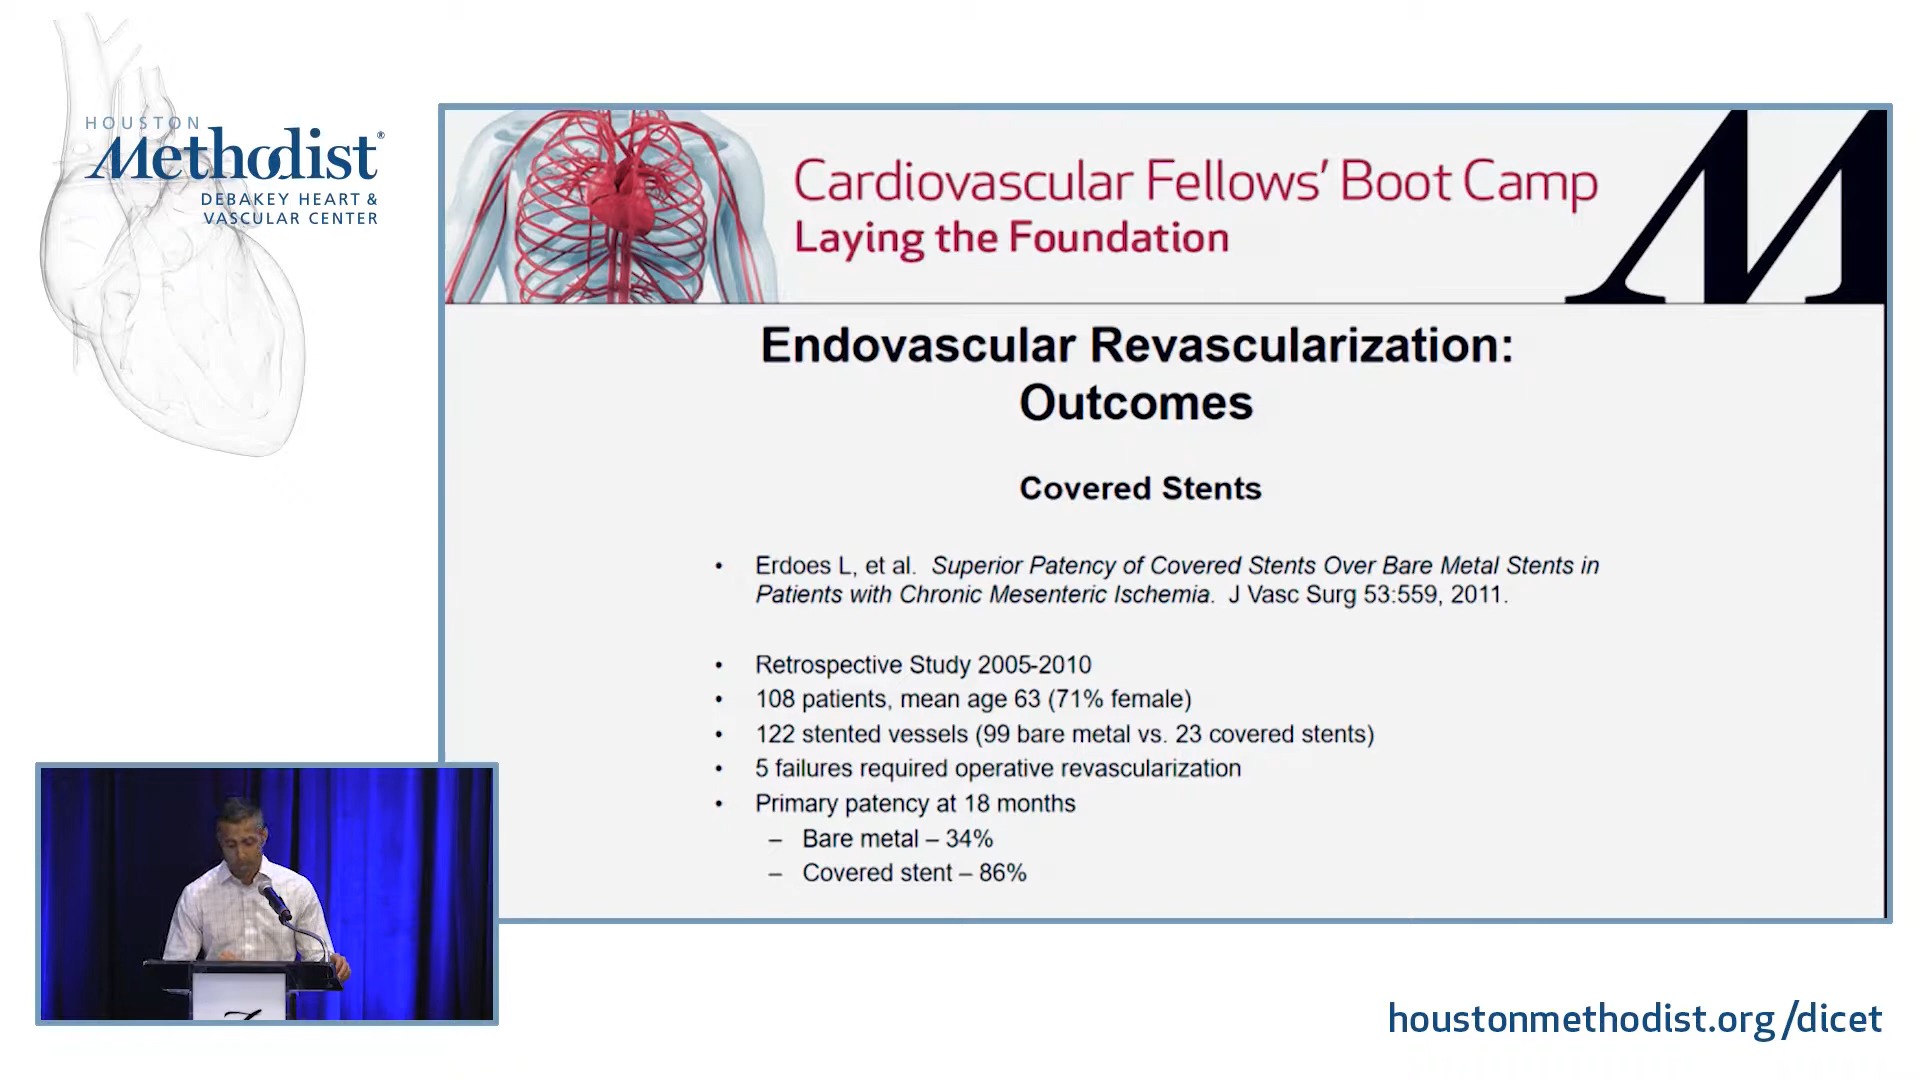 HOUSTON
Methodist®
DEBAKEY HEART &
VASCULAR CENTER
Cardiovascular Fellows’ Boot Camp
Laying the Foundation
M
Endovascular Revascularization:
Outcomes
Covered Stents
• Erdoes L, et al. Superior Patency of Covered Stents Over Bare Metal Stents in
Patients with Chronic Mesenteric Ischemia. J Vasc Surg 53:559, 2011.
• Retrospective Study 2005-2010
• 108 patients, mean age 63 (71% female)
• 122 stented vessels (99 bare metal vs. 23 covered stents)
• 5 failures required operative revascularization
• Primary patency at 18 months
– Bare metal – 34%
– Covered stent – 86%
houstonmethodist.org/dicet